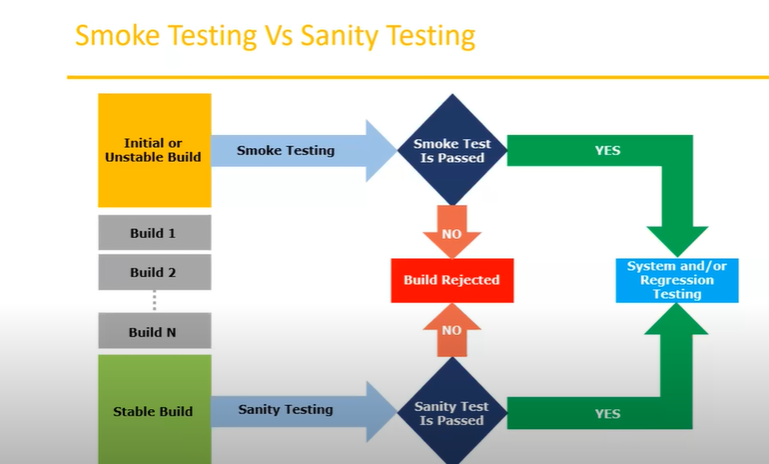 Smoke Testing Vs Sanity Testing
Initial or
Unstable Build
Smoke Testing
Smoke Test
Is Passed
YES
NO
Build 1
Build 2
Build N
Build Rejected
System and/or
Regression
Testing
NO
Stable Build
Sanity Testing
Sanity Test
Is Passed
YES